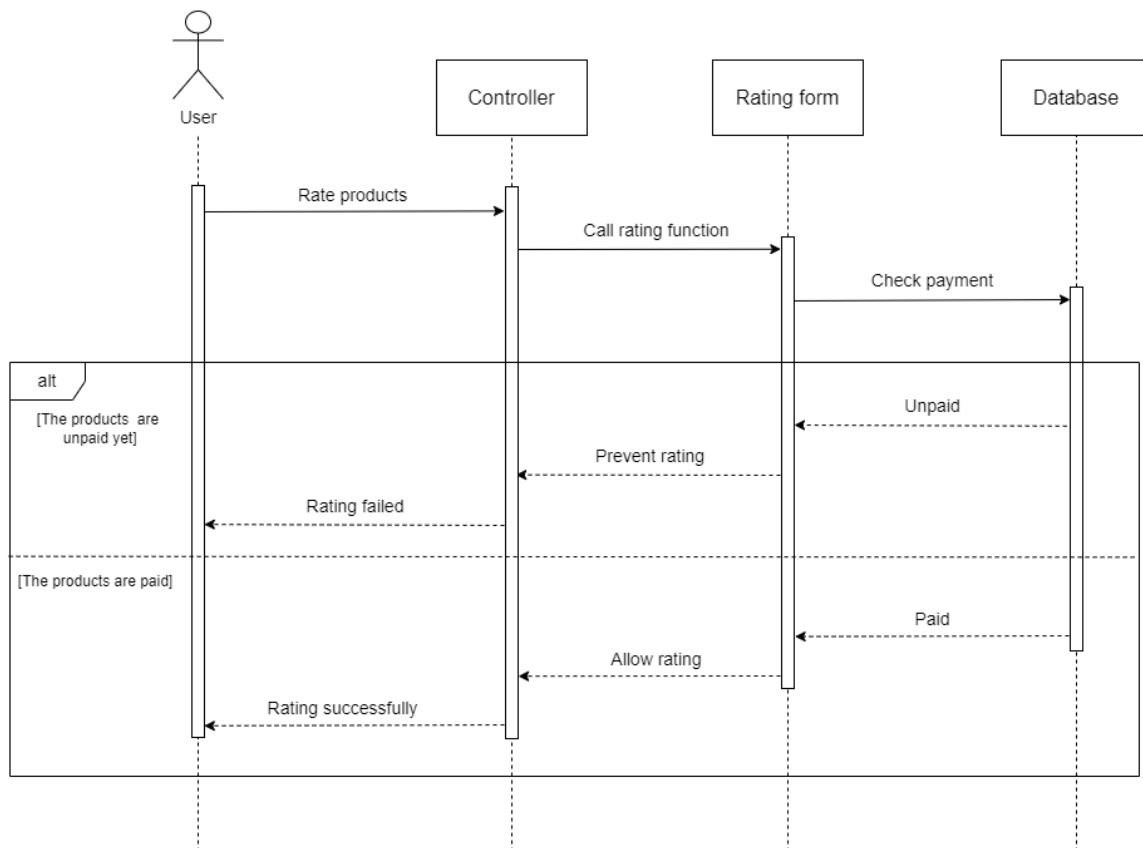 User
Controller
Rating form
Database
Rate products
Call rating function
Check payment
alt
[The products are
unpaid yet]
Unpaid
Prevent rating
Rating failed
[The products are paid]
Paid
Allow rating
Rating successfully